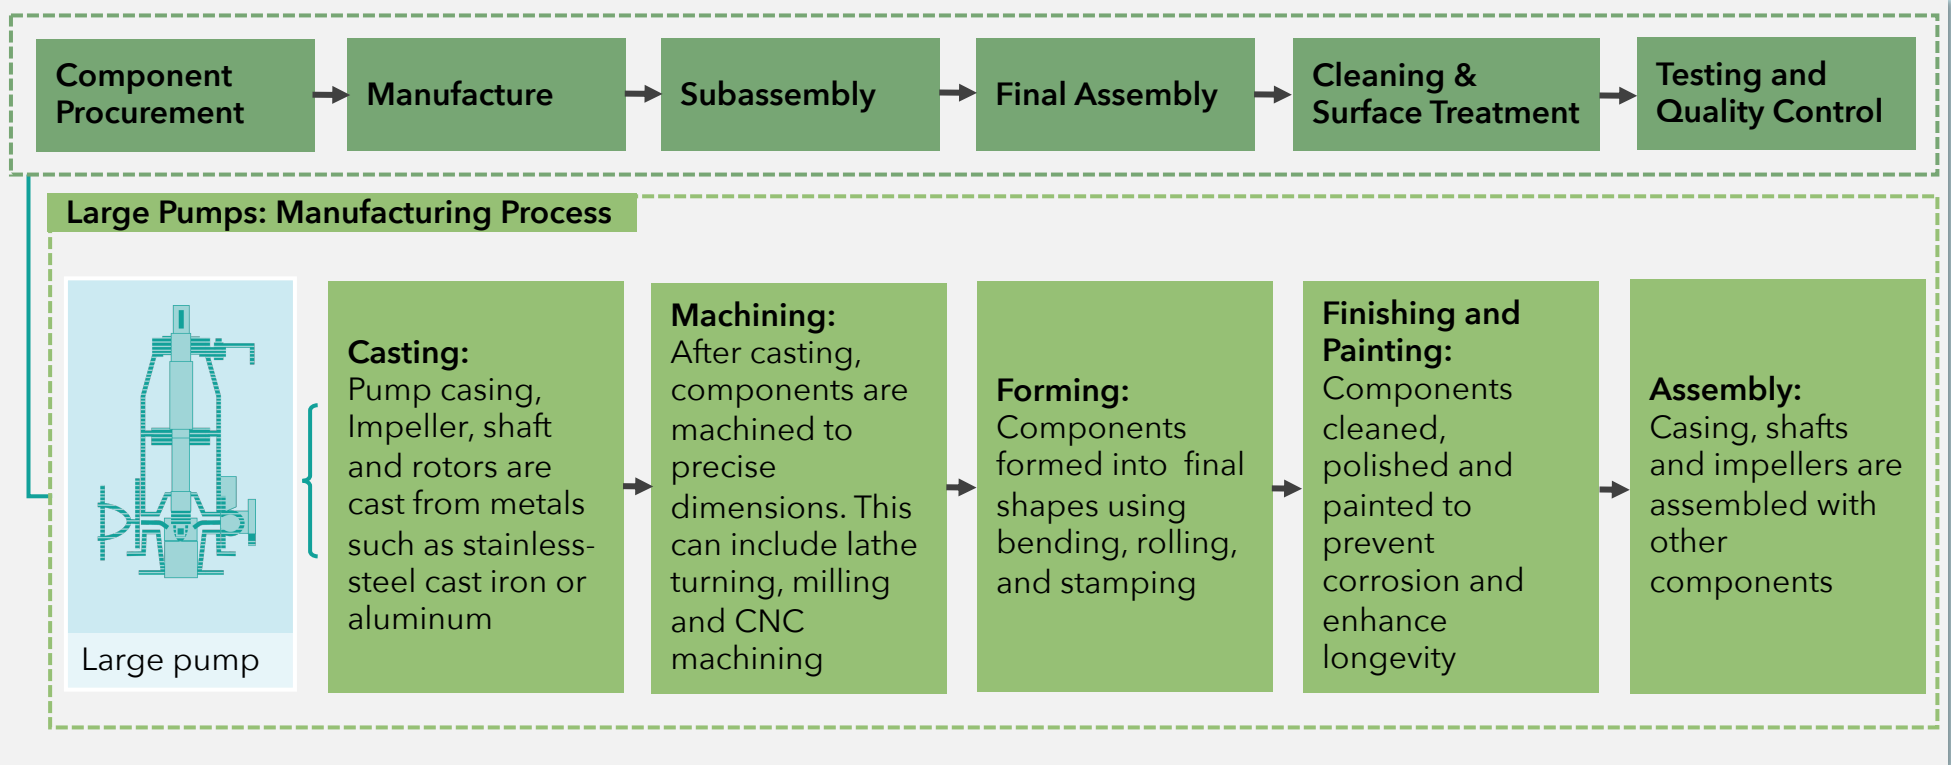 Component
Procurement
Manufacture
Subassembly
Final Assembly
Cleaning &
Surface Treatment
Testing and
Quality Control
Large Pumps: Manufacturing Process
Large pump
Casting:
Pump casing,
Impeller, shaft
and rotors are
cast from metals
such as stainless-
steel cast iron or
aluminum
Machining:
After casting,
components are
machined to
precise
dimensions. This
can include lathe
turning, milling
and CNC
machining
Forming:
Components
formed into final
shapes using
bending, rolling,
and stamping
Finishing and
Painting:
Components
cleaned,
polished and
painted to
prevent
corrosion and
enhance
longevity
Assembly:
Casing, shafts
and impellers are
assembled with
other
components